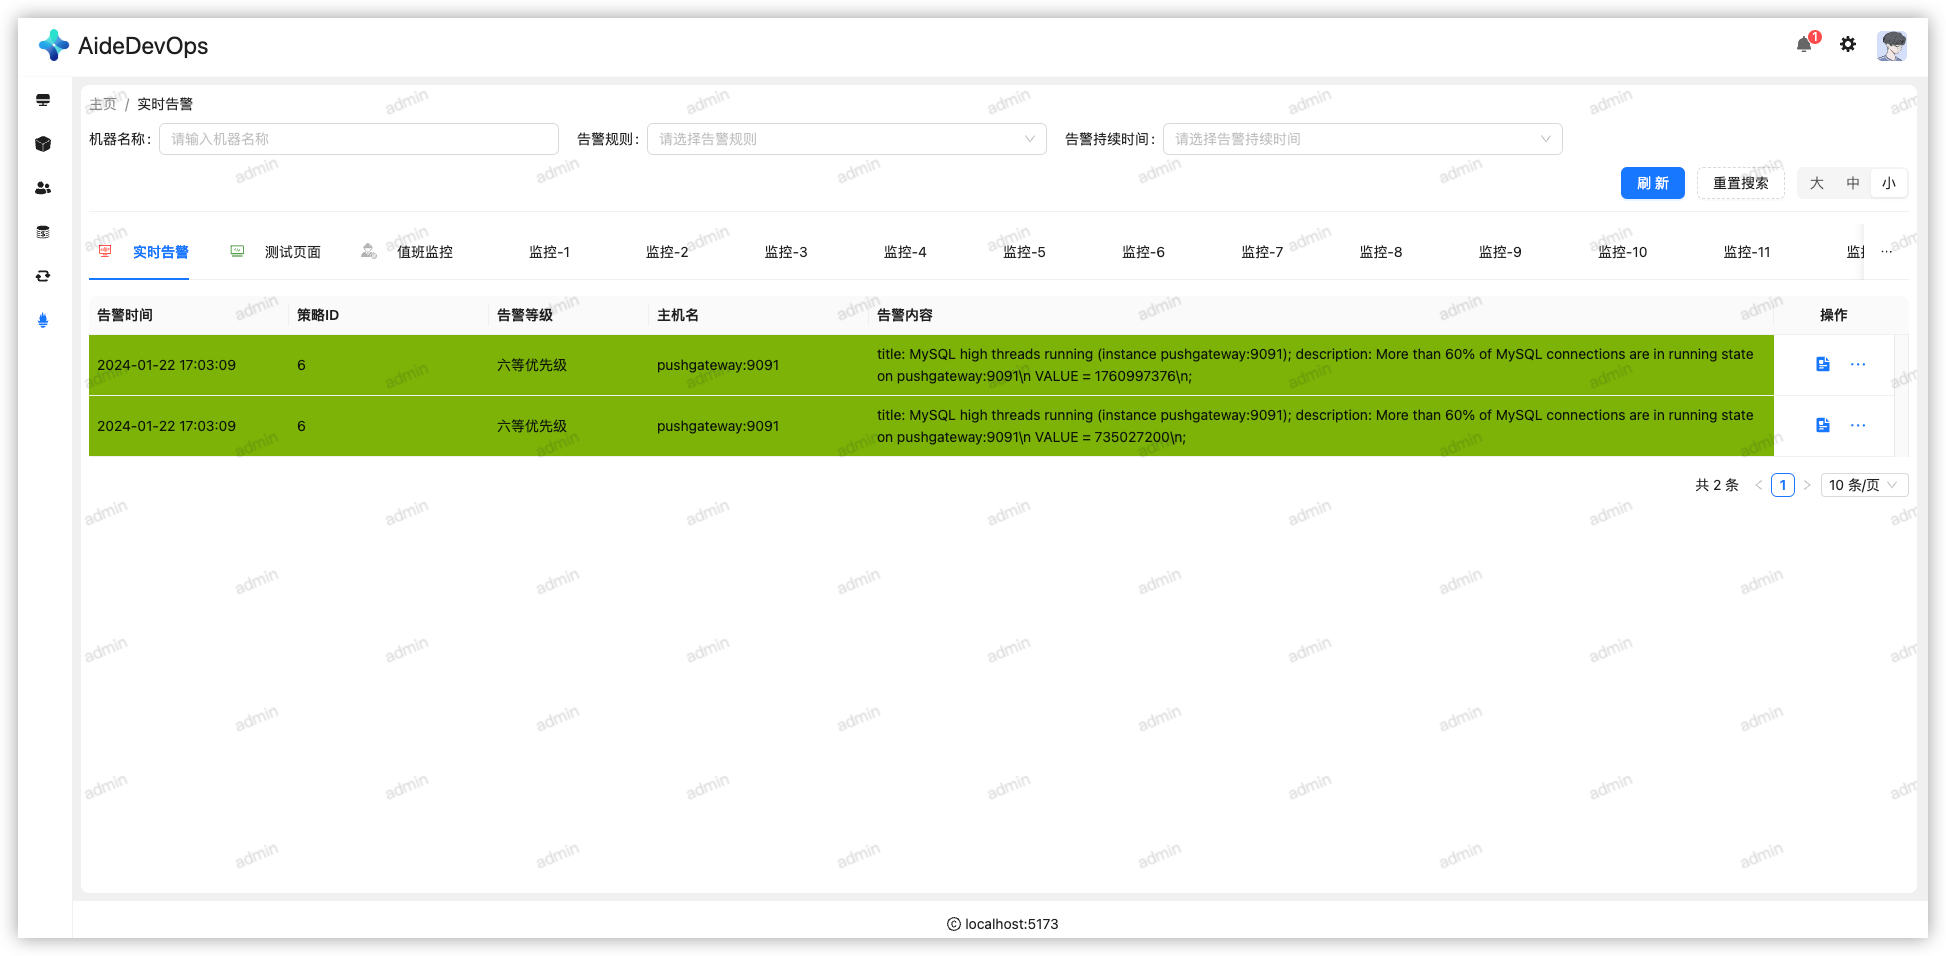 AideDevOps
1
主页 / 实时告警
机器名称: 请输入机器名称 告警规则: 请选择告警规则 告警持续时间: 请选择告警持续时间
刷 新 重置搜索 大 中 小
实时告警 测试页面 值班监控 监控-1 监控-2 监控-3 监控-4 监控-5 监控-6 监控-7 监控-8 监控-9 监控-10 监控-11 监 ···
告警时间 策略ID 告警等级 主机名 告警内容 操作
2024-01-22 17:03:09 6 六等优先级 pushgateway:9091 title: MySQL high threads running (instance pushgateway:9091); description: More than 60% of MySQL connections are in running state
on pushgateway:9091\n VALUE = 1760997376\n;
2024-01-22 17:03:09 6 六等优先级 pushgateway:9091 title: MySQL high threads running (instance pushgateway:9091); description: More than 60% of MySQL connections are in running state
on pushgateway:9091\n VALUE = 735027200\n;
共 2 条 < 1 > 10 条/页
admin
© localhost:5173